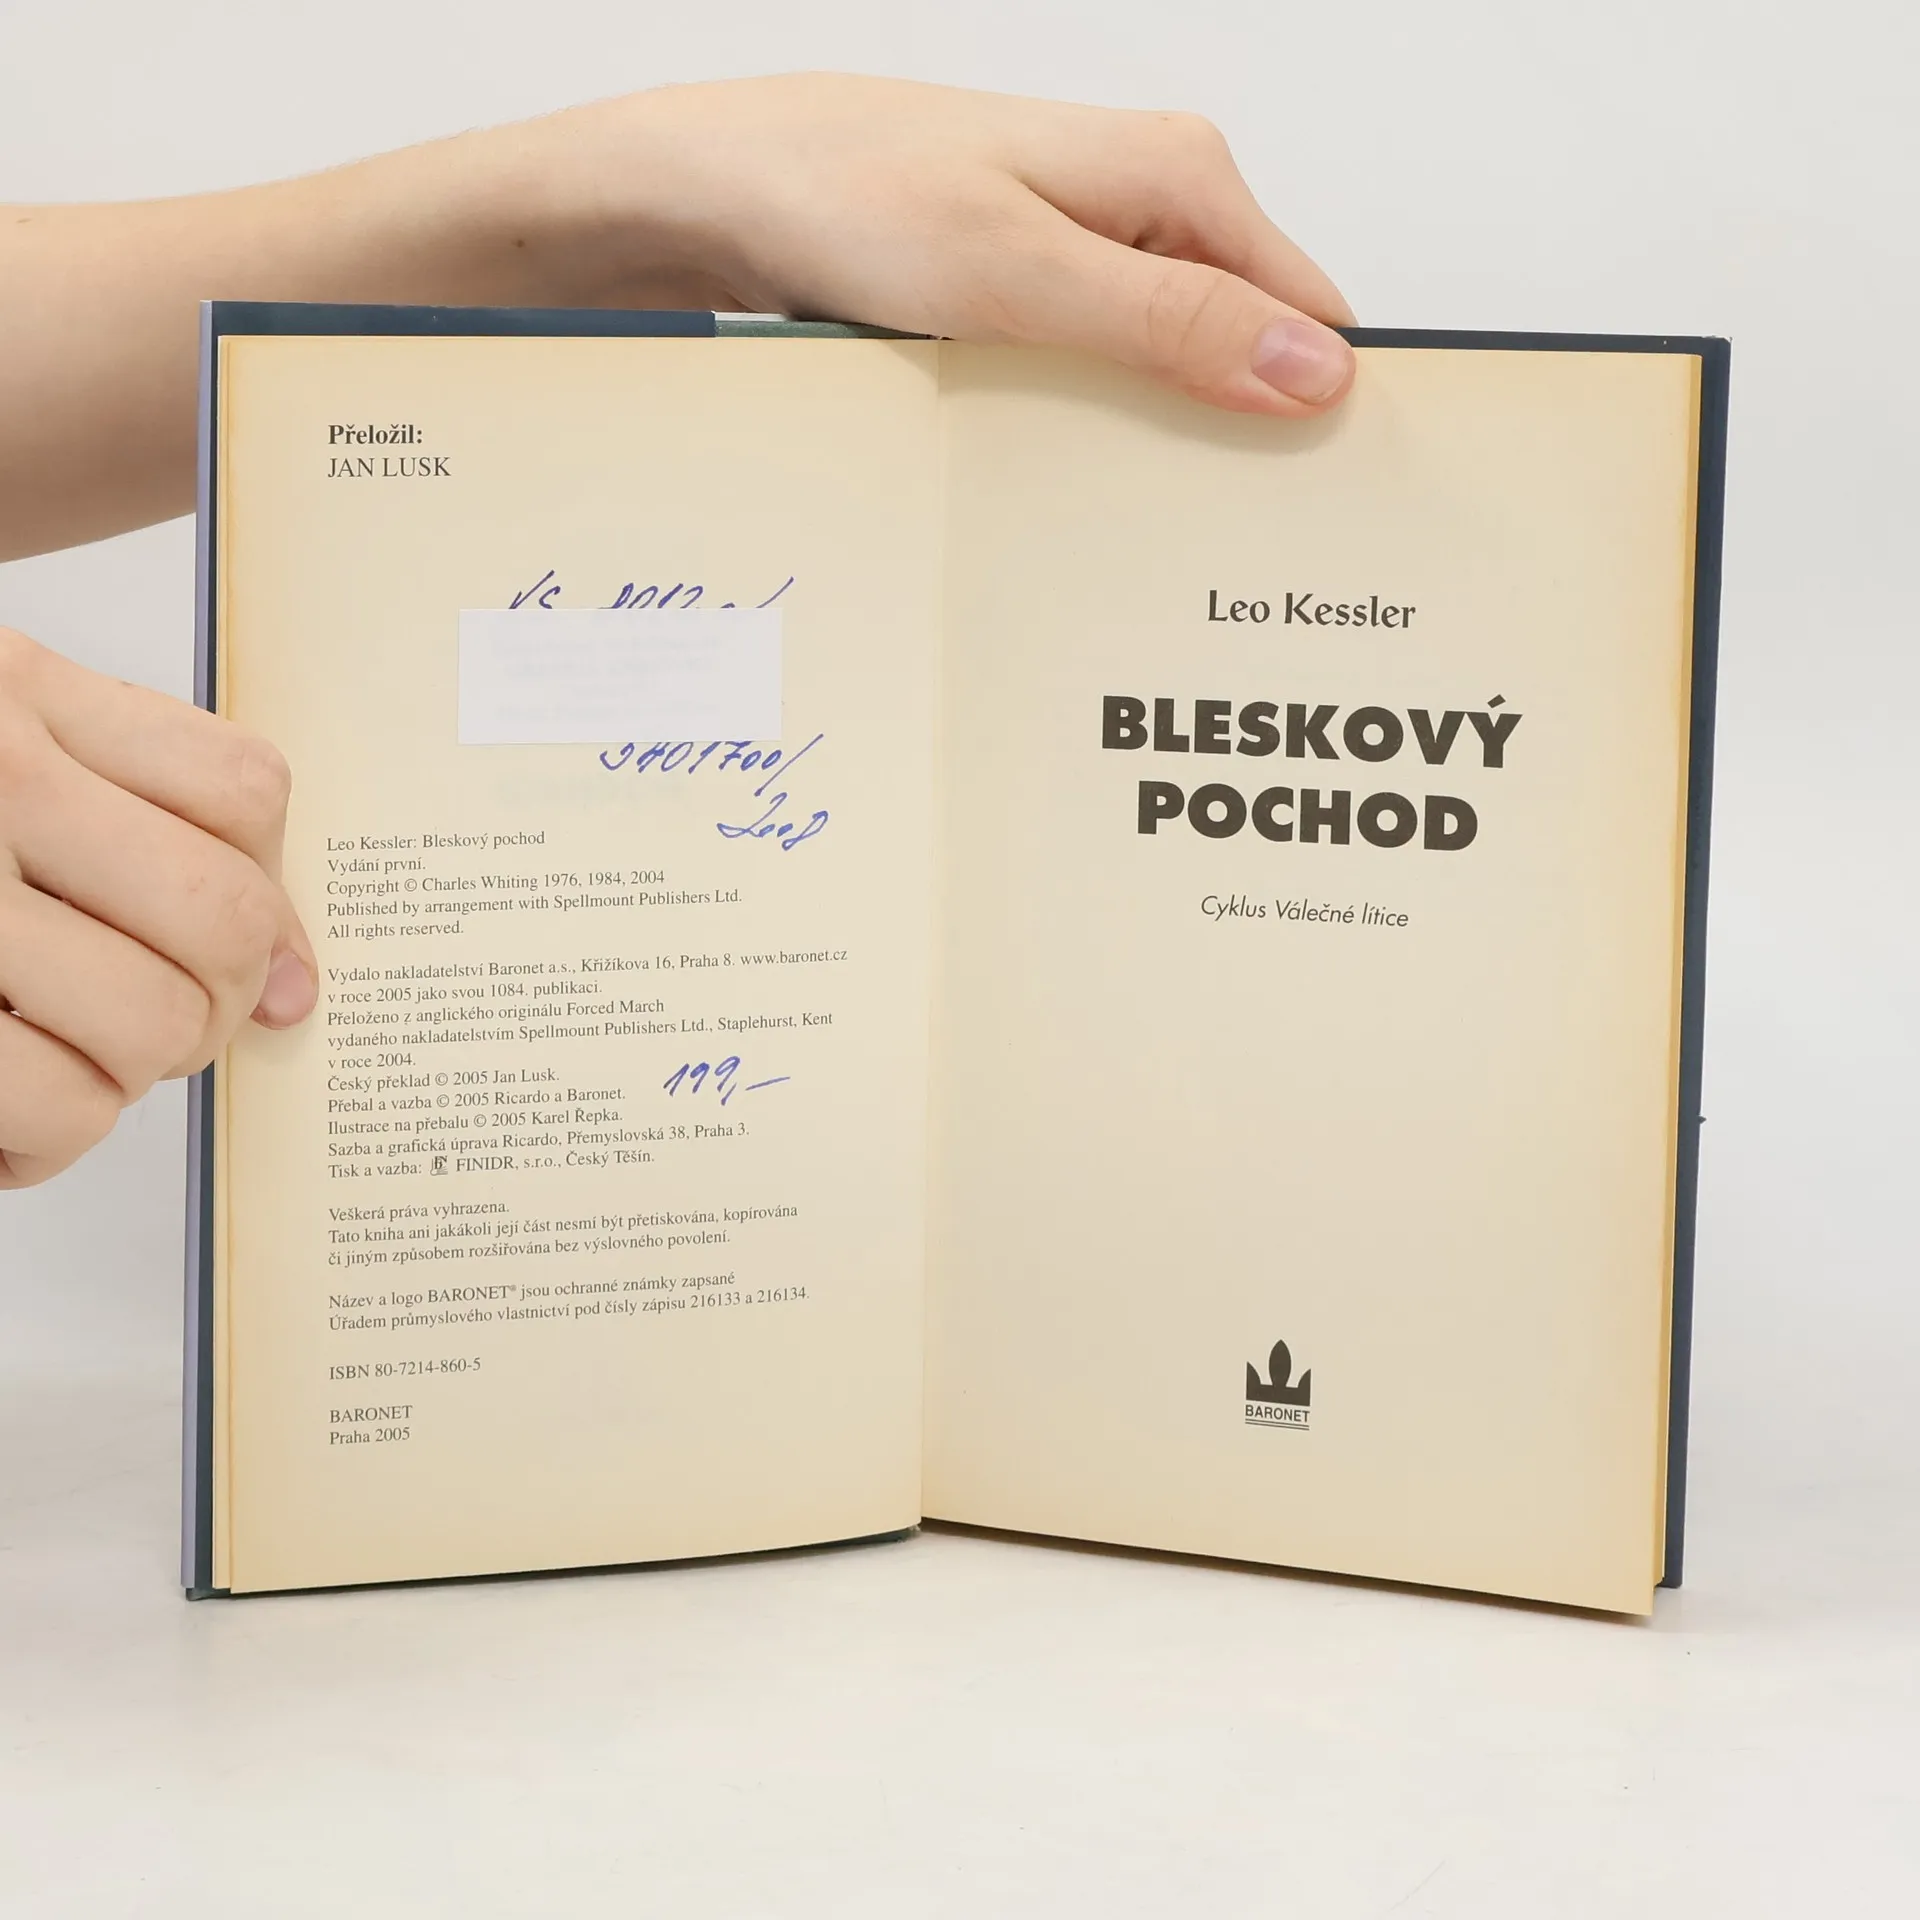 Přeložil:
JAN LUSK
Leo Kessler: Bleskový pochod
Vydání první.
Copyright © Charles Whiting 1976, 1984, 2004
Published by arrangement with Spellmount Publishers Ltd.
All rights reserved.
Vydalo nakladatelství Baronet a.s., Křižíkova 16, Praha 8. www.baronet.cz
v roce 2005 jako svou 1084. publikaci.
Přeloženo z anglického originálu Forced March
vydaného nakladatelstvím Spellmount Publishers Ltd., Staplehurst, Kent
v roce 2004.
Český překlad © 2005 Jan Lusk.
199,—
Přebal a vazba © 2005 Ricardo a Baronet.
Ilustrace na přebalu © 2005 Karel Řepka.
Sazba a grafická úprava Ricardo, Přemyslovská 38, Praha 3.
Tisk a vazba: FINIDR, s.r.o., Český Těšín.
Veškerá práva vyhrazena.
Tato kniha ani jakákoli její část nesmí být přetiskována, kopírována
či jiným způsobem rozšiřována bez výslovného povolení.
Název a logo BARONET® jsou ochranné známky zapsané
Úřadem průmyslového vlastnictví pod čísly zápisu 216133 a 216134.
ISBN 80-7214-860-5
BARONET
Praha 2005
Leo Kessler
BLESKOVÝ
POCHOD
Cyklus Válečné lítice
BARONET